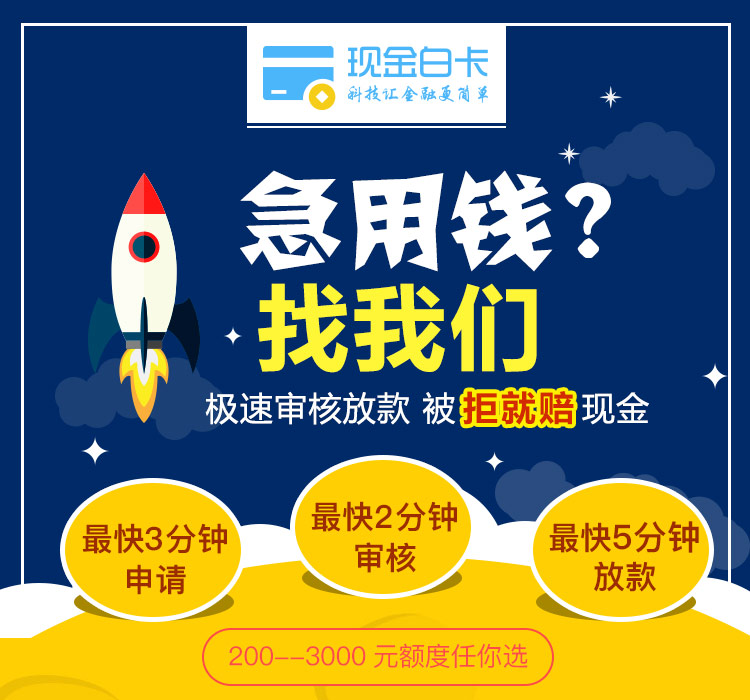 现金白卡
科技让金融更简单
急用钱?
找我们
极速审核放款 被拒就赔现金
最快3分钟
申请
最快2分钟
审核
最快5分钟
放款
200--3000 元额度任你选